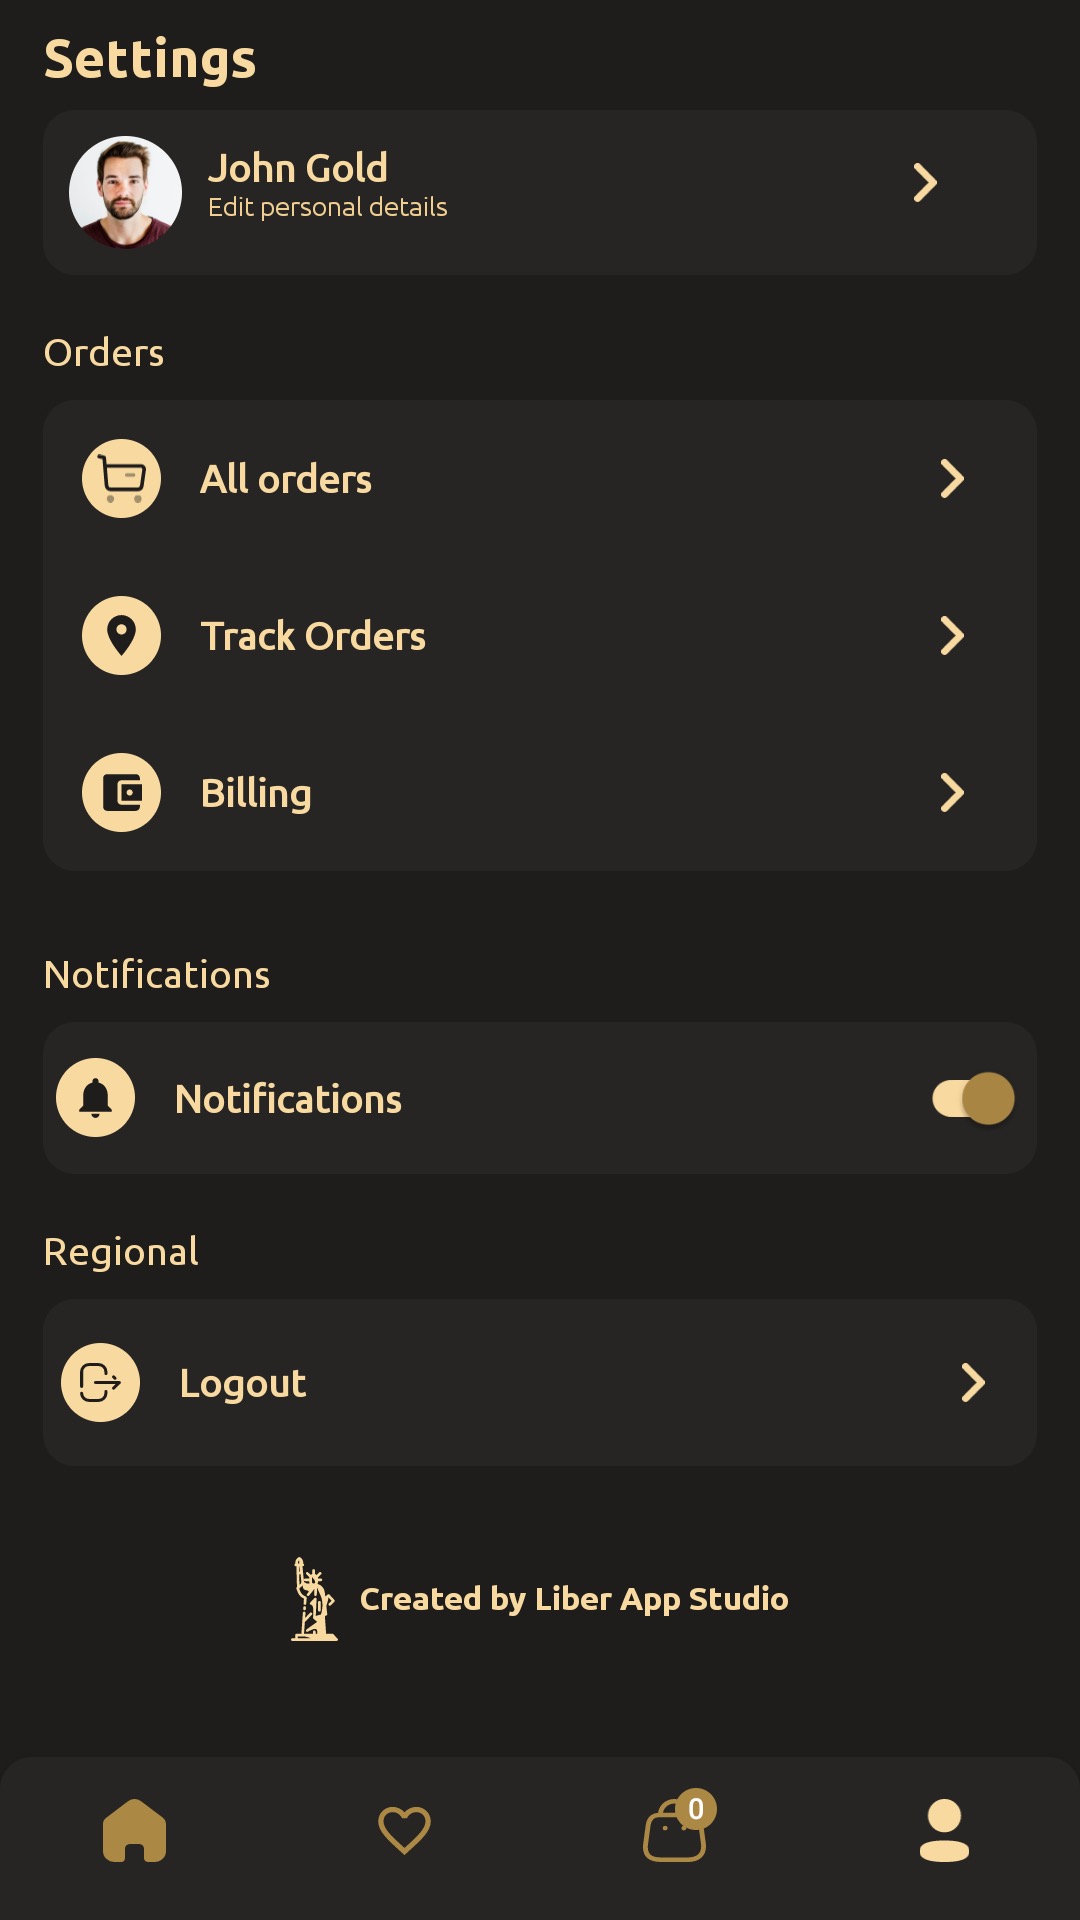 Settings
John Gold
Edit personal details
Orders
All orders
Track Orders
Billing
Notifications
Notifications
Regional
Logout
Created by Liber App Studio
0